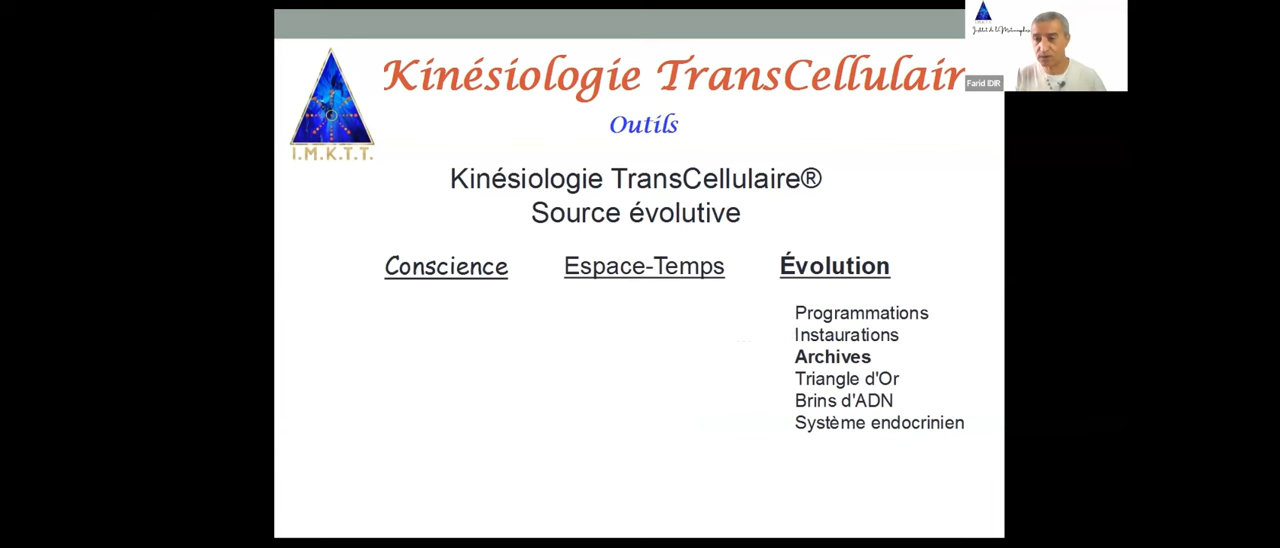 Kinésiologie TransCellulair
Outils
I.M.K.T.T.
Kinésiologie TransCellulaire®
Source évolutive
Conscience
Espace-Temps
Évolution
Programmations
Instaurations
Archives
Triangle d'Or
Brins d'ADN
Système endocrinien
Farid IDIR